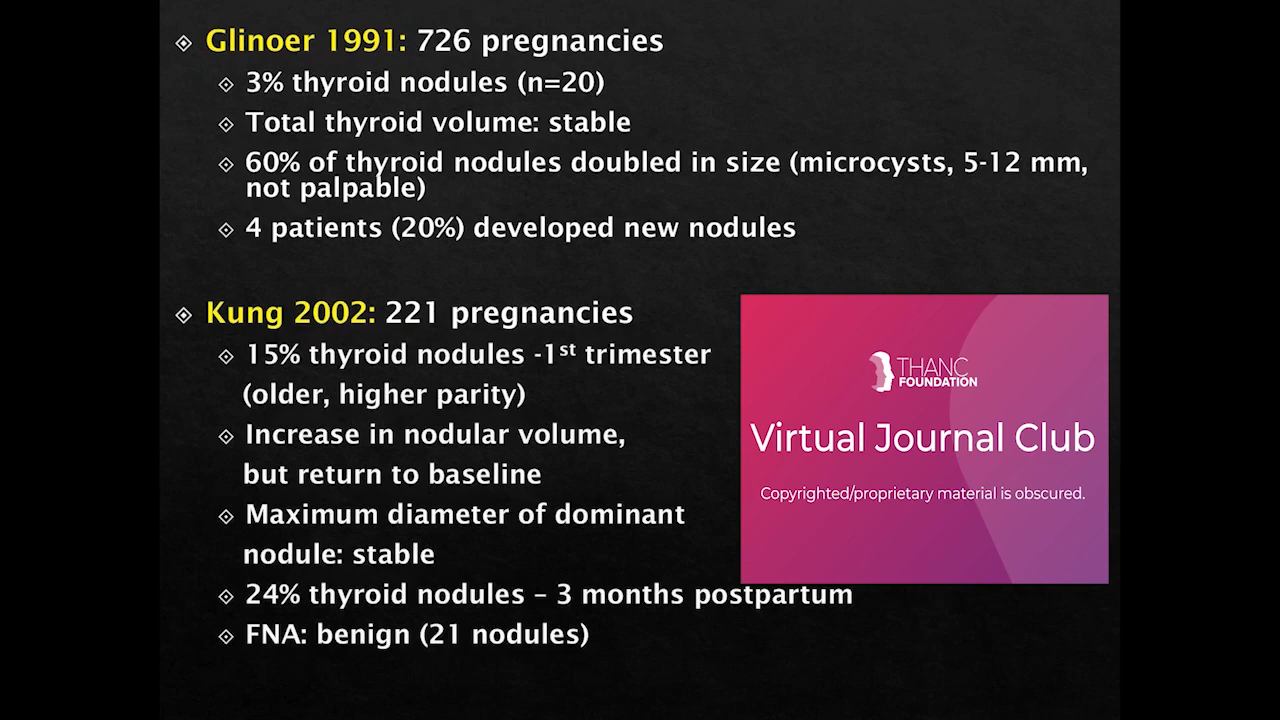 Glinoer 1991: 726 pregnancies
3% thyroid nodules (n=20)
Total thyroid volume: stable
60% of thyroid nodules doubled in size (microcysts, 5-12 mm,
not palpable)
4 patients (20%) developed new nodules
Kung 2002: 221 pregnancies
15% thyroid nodules -1st trimester
(older, higher parity)
Increase in nodular volume,
but return to baseline
Maximum diameter of dominant
nodule: stable
24% thyroid nodules – 3 months postpartum
FNA: benign (21 nodules)
THANC
FOUNDATION
Virtual Journal Club
Copyrighted/proprietary material is obscured.